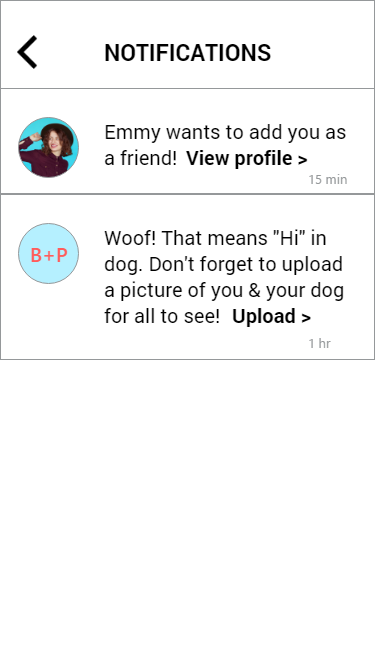 NOTIFICATIONS
Emmy wants to add you as
a friend! View profile >
15 min
B+P
Woof! That means "Hi" in
dog. Don't forget to upload
a picture of you & your dog
for all to see! Upload >
1 hr